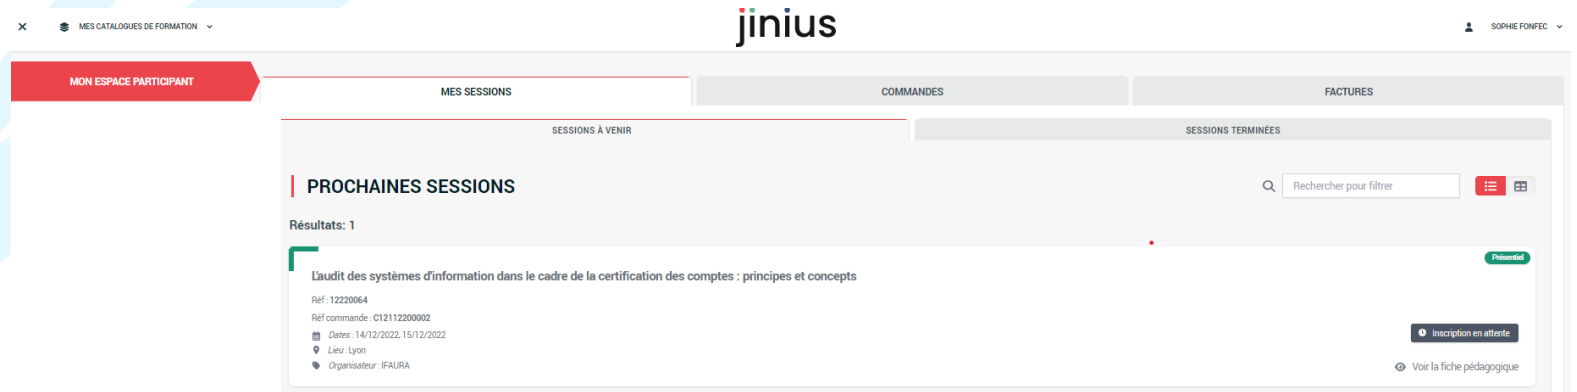 MES CATALOGUES DE FORMATION
jinius
SOPHIE FONFEC
MON ESPACE PARTICIPANT
MES SESSIONS
COMMANDES
FACTURES
SESSIONS À VENIR
SESSIONS TERMINÉES
PROCHAINES SESSIONS
Rechercher pour filtrer
Résultats: 1
Présentiel
L'audit des systèmes d'information dans le cadre de la certification des comptes : principes et concepts
Réf : 12220064
Réf commande : C12112200002
Dates : 14/12/2022, 15/12/2022
Inscription en attente
Lieu : Lyon
Organisateur : IFAURA
Voir la fiche pédagogique